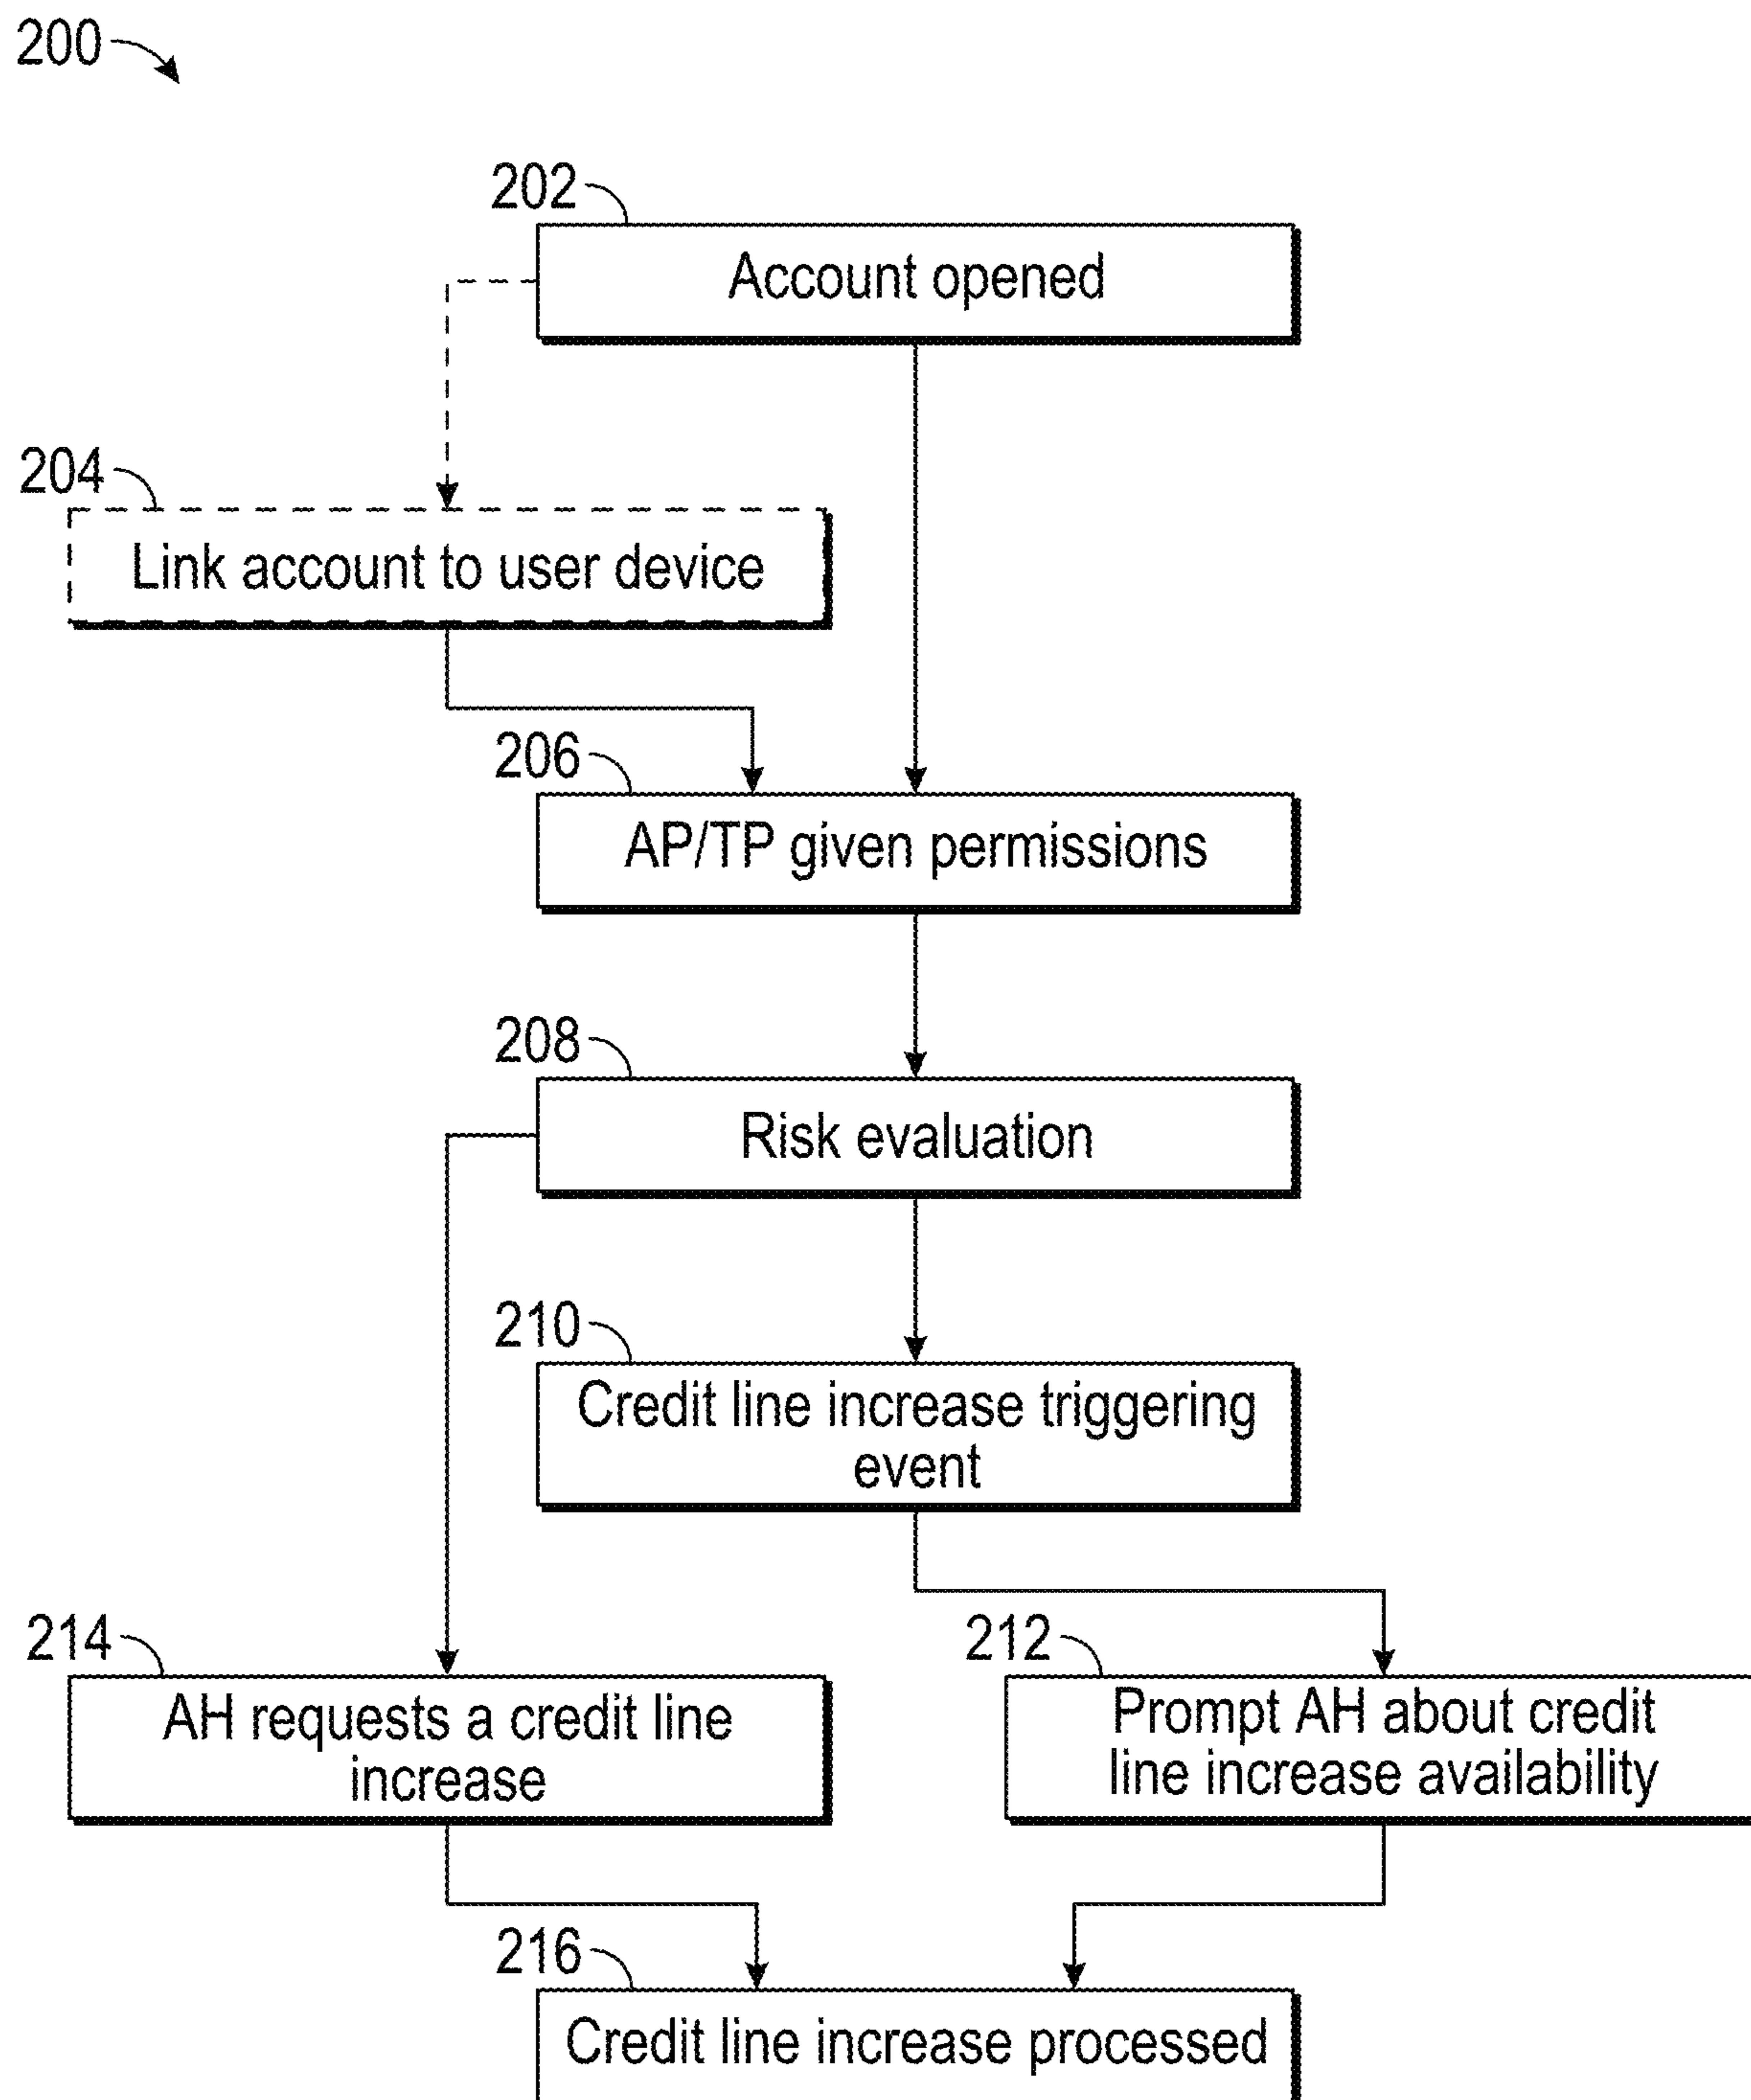 200
202
Account opened
204
Link account to user device
206
AP/TP given permissions
208
Risk evaluation
210
Credit line increase triggering
event
214
AH requests a credit line
increase
212
Prompt AH about credit
line increase availability
216
Credit line increase processed